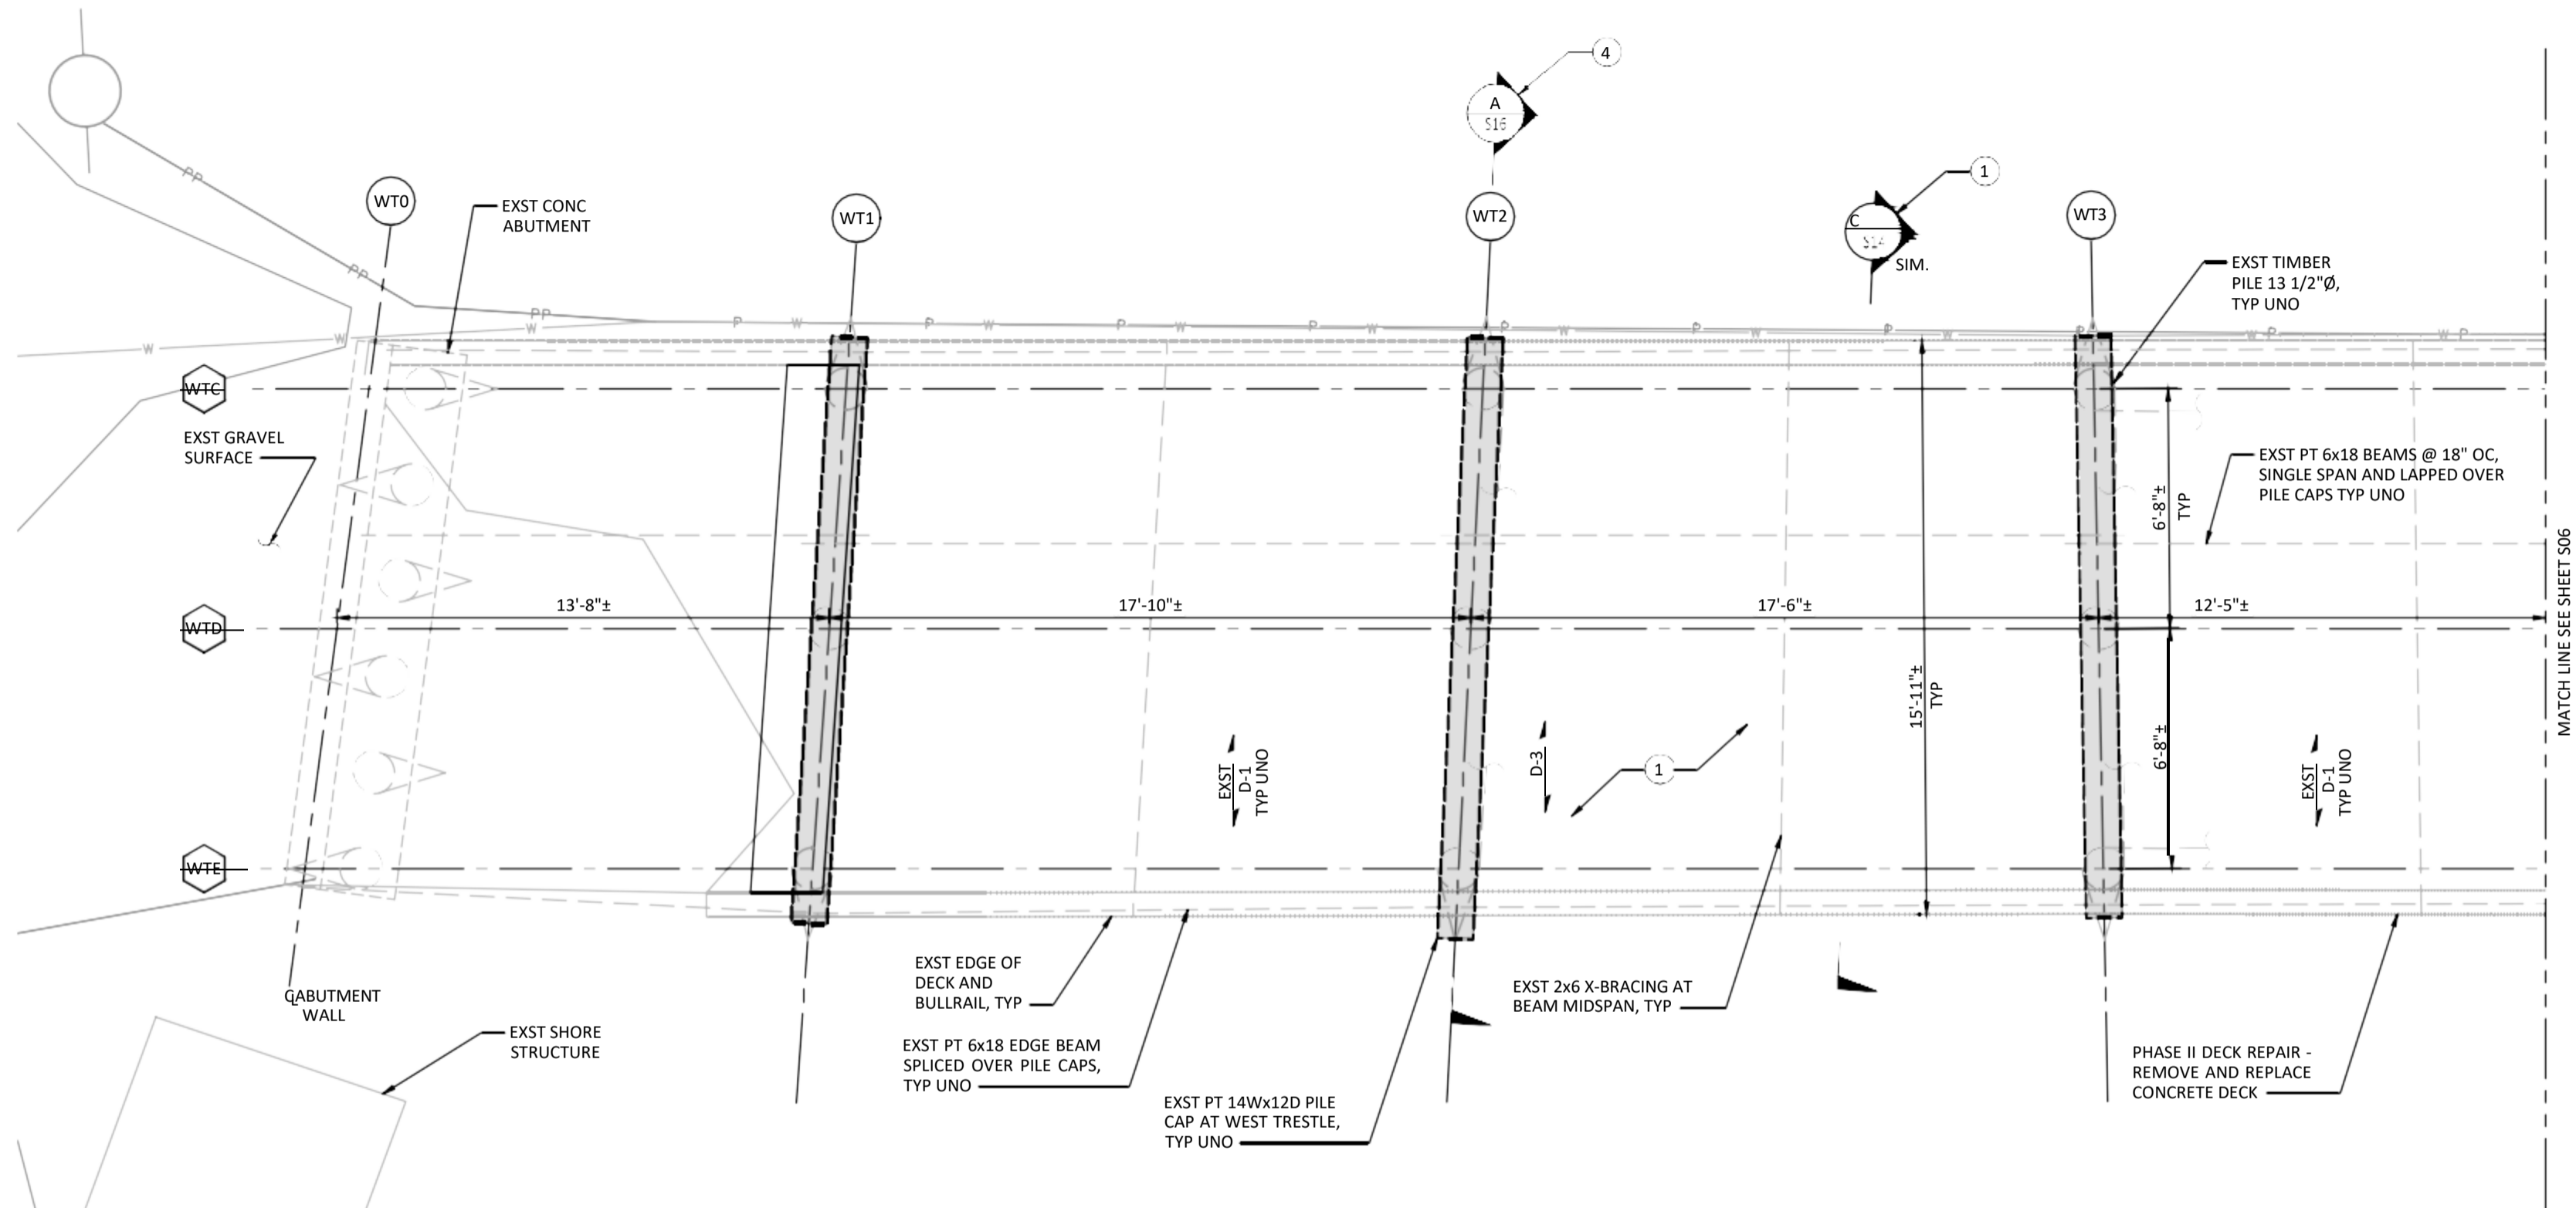 4
A
S16
1
C
SIM.
WT0
WT1
WT2
WT3
EXST CONC
ABUTMENT
EXST TIMBER
PILE 13 1/2"Ø,
TYP UNO
PP
PP
PP
W
W
W
P
W
P
W
P
W
P
W
P
W
P
W
P
W
P
W
P
W
P
WTC
EXST GRAVEL
SURFACE
EXST PT 6x18 BEAMS @ 18" OC,
SINGLE SPAN AND LAPPED OVER
PILE CAPS TYP UNO
6'-8"±
TYP
MATCH LINE SEE SHEET S06
13'-8"±
17'-10"±
17'-6"±
12'-5"±
WTD
15'-11"±
TYP
6'-8"±
EXST
D-1
TYP UNO
D-3
1
EXST
D-1
TYP UNO
WTE
℄ABUTMENT
WALL
EXST EDGE OF
DECK AND
BULLRAIL, TYP
EXST 2x6 X-BRACING AT
BEAM MIDSPAN, TYP
EXST SHORE
STRUCTURE
EXST PT 6x18 EDGE BEAM
SPLICED OVER PILE CAPS,
TYP UNO
PHASE II DECK REPAIR -
REMOVE AND REPLACE
CONCRETE DECK
EXST PT 14Wx12D PILE
CAP AT WEST TRESTLE,
TYP UNO